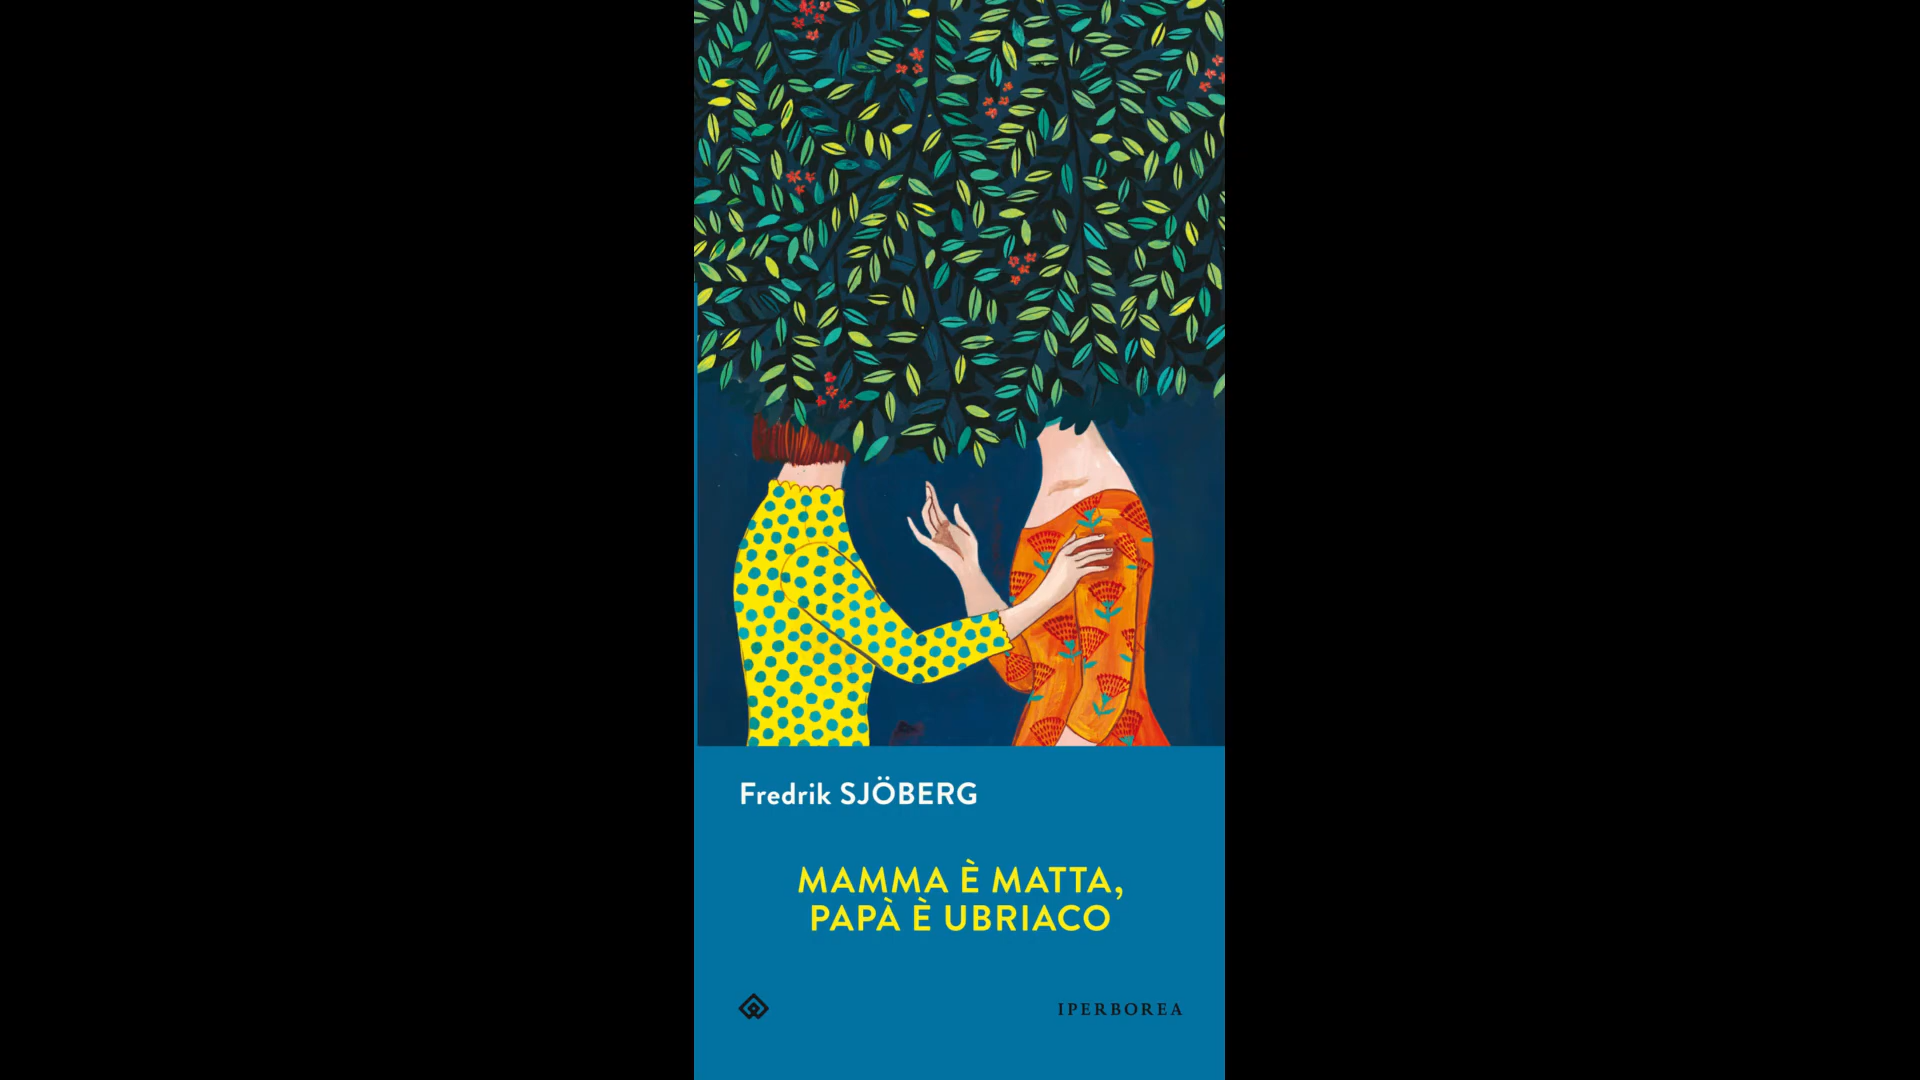 Fredrik SJÖBERG
MAMMA È MATTA,
PAPÀ È UBRIACO
IPERBOREA